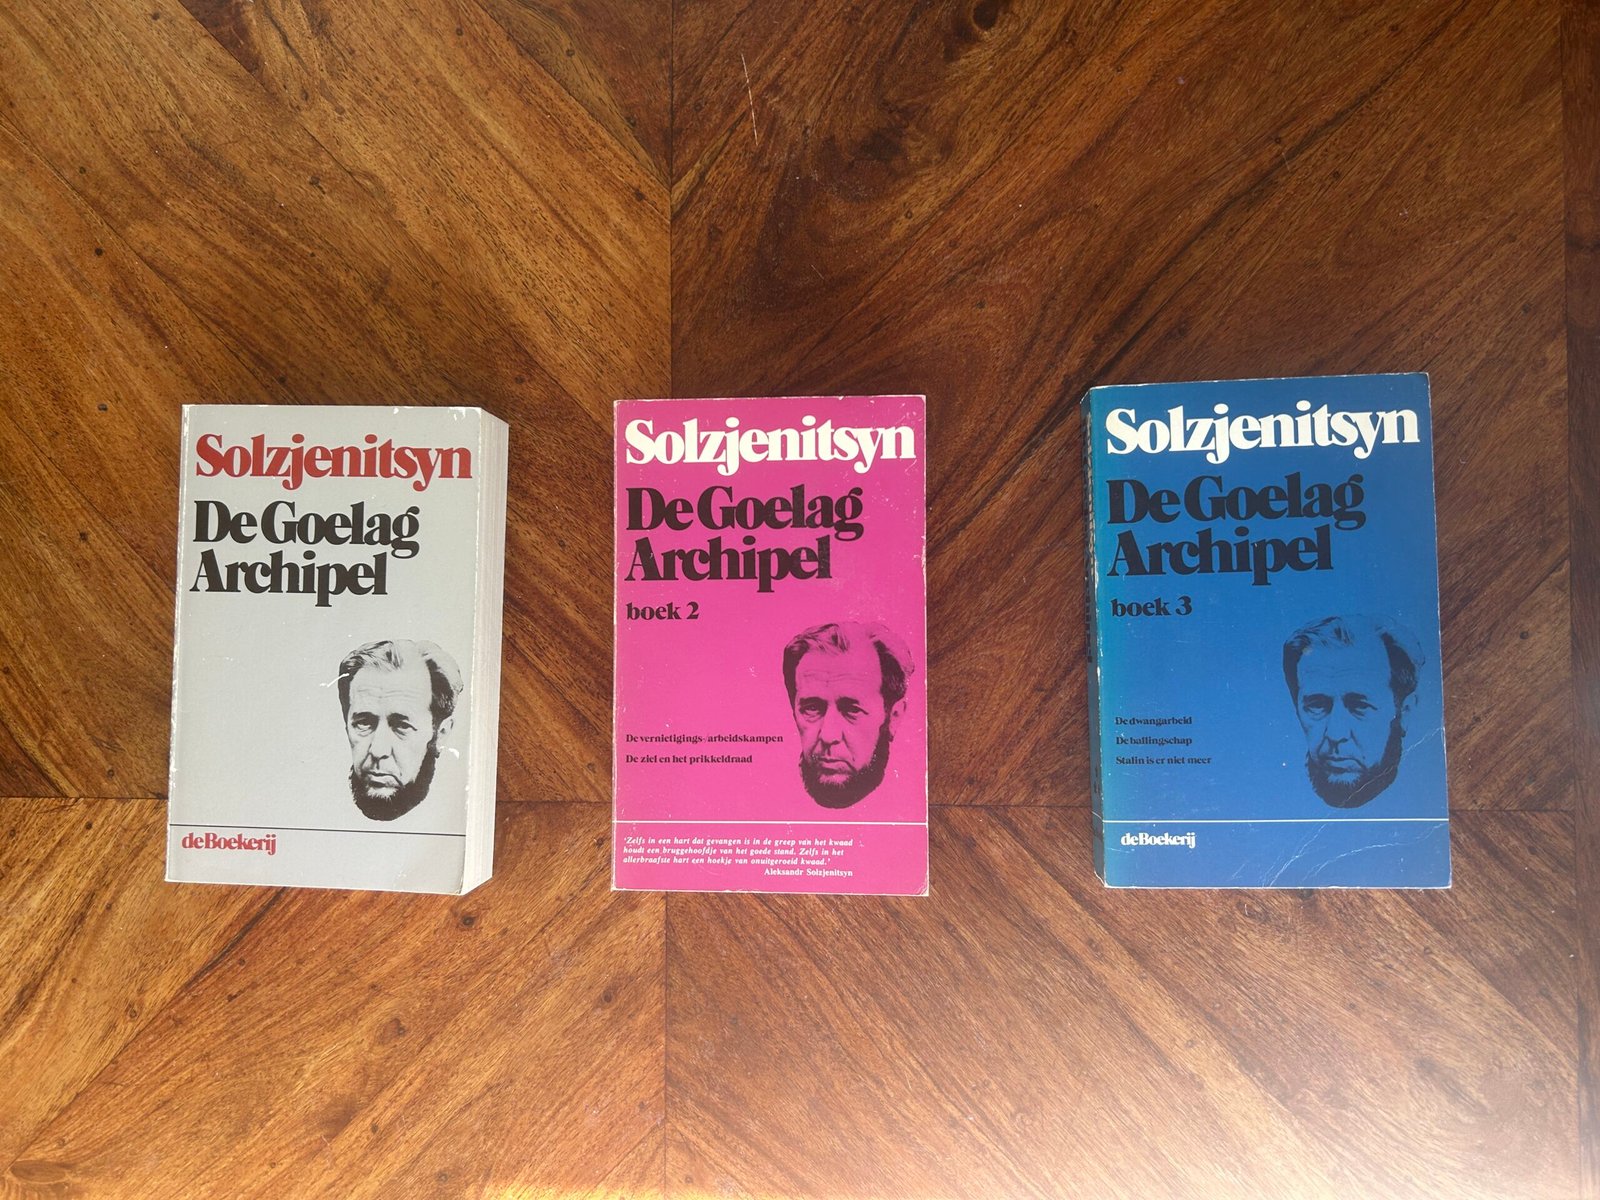 Solzjenitsyn
De Goelag
Archipel
deBoekerij
Solzjenitsyn
De Goelag
Archipel
boek 2
De vernietigings-/arbeidskampen
De ziel en het prikkeldraad
'Zelfs in een hart dat gevangen is in de greep van het kwaad
houdt een bruggehoofdje van het goede stand. Zelfs in het
allerbraafste hart een hoekje van onuitgeroeid kwaad.'
Aleksandr Solzjenitsyn
Solzjenitsyn
De Goelag
Archipel
boek 3
De dwangarbeid
De ballingschap
Stalin is er niet meer
deBoekerij